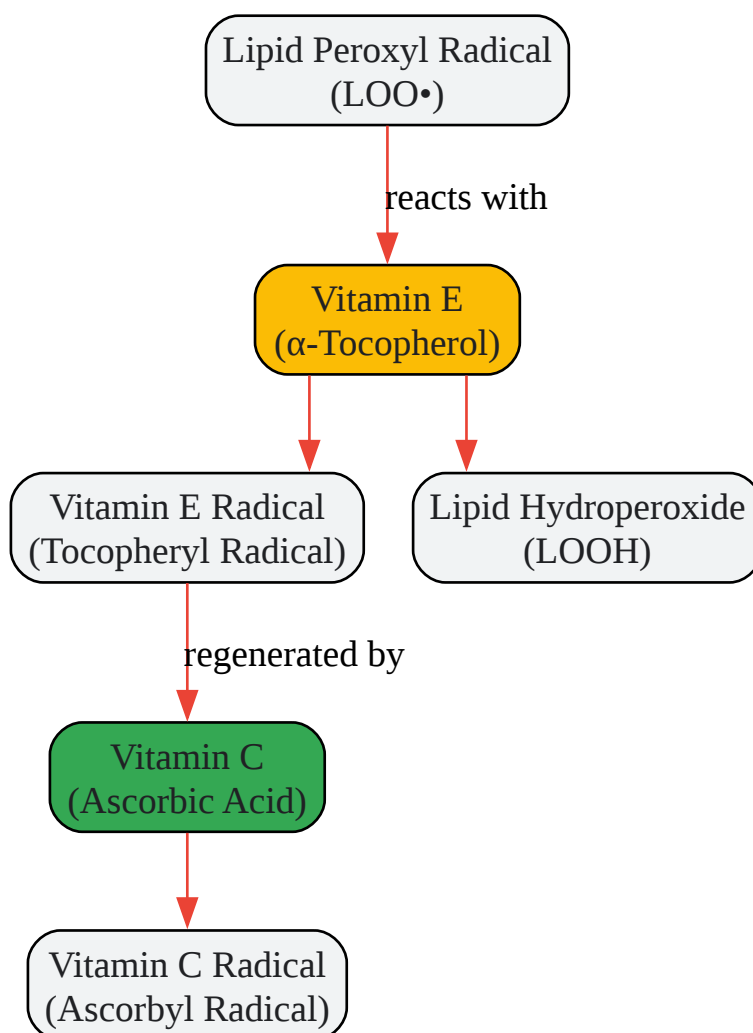 Lipid Peroxyl Radical
(LOO•)
reacts with
Vitamin E
(α-Tocopherol)
Vitamin E Radical
(Tocopheryl Radical)
Lipid Hydroperoxide
(LOOH)
regenerated by
Vitamin C
(Ascorbic Acid)
Vitamin C Radical
(Ascorbyl Radical)